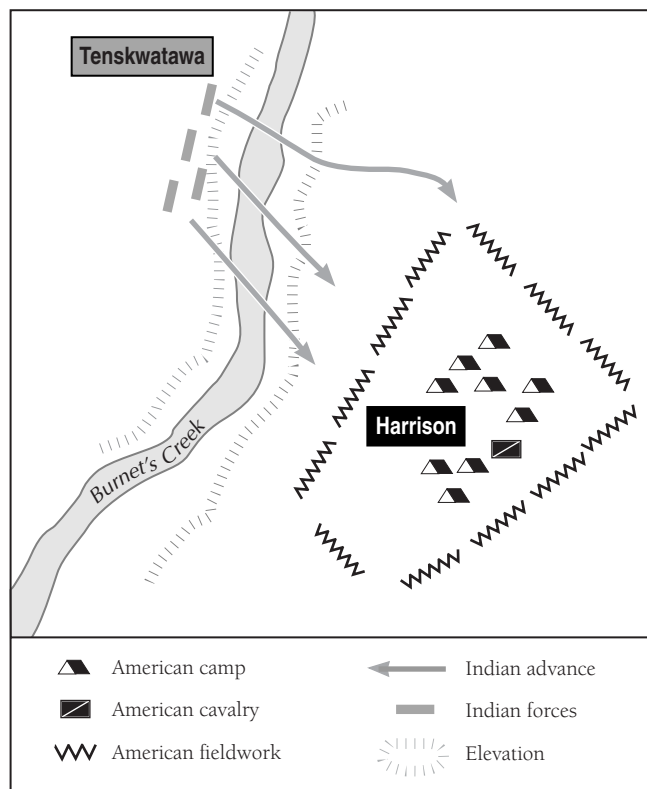 Tenskwatawa
Harrison
Burnet's Creek
American camp
American cavalry
American fieldwork
Indian advance
Indian forces
Elevation